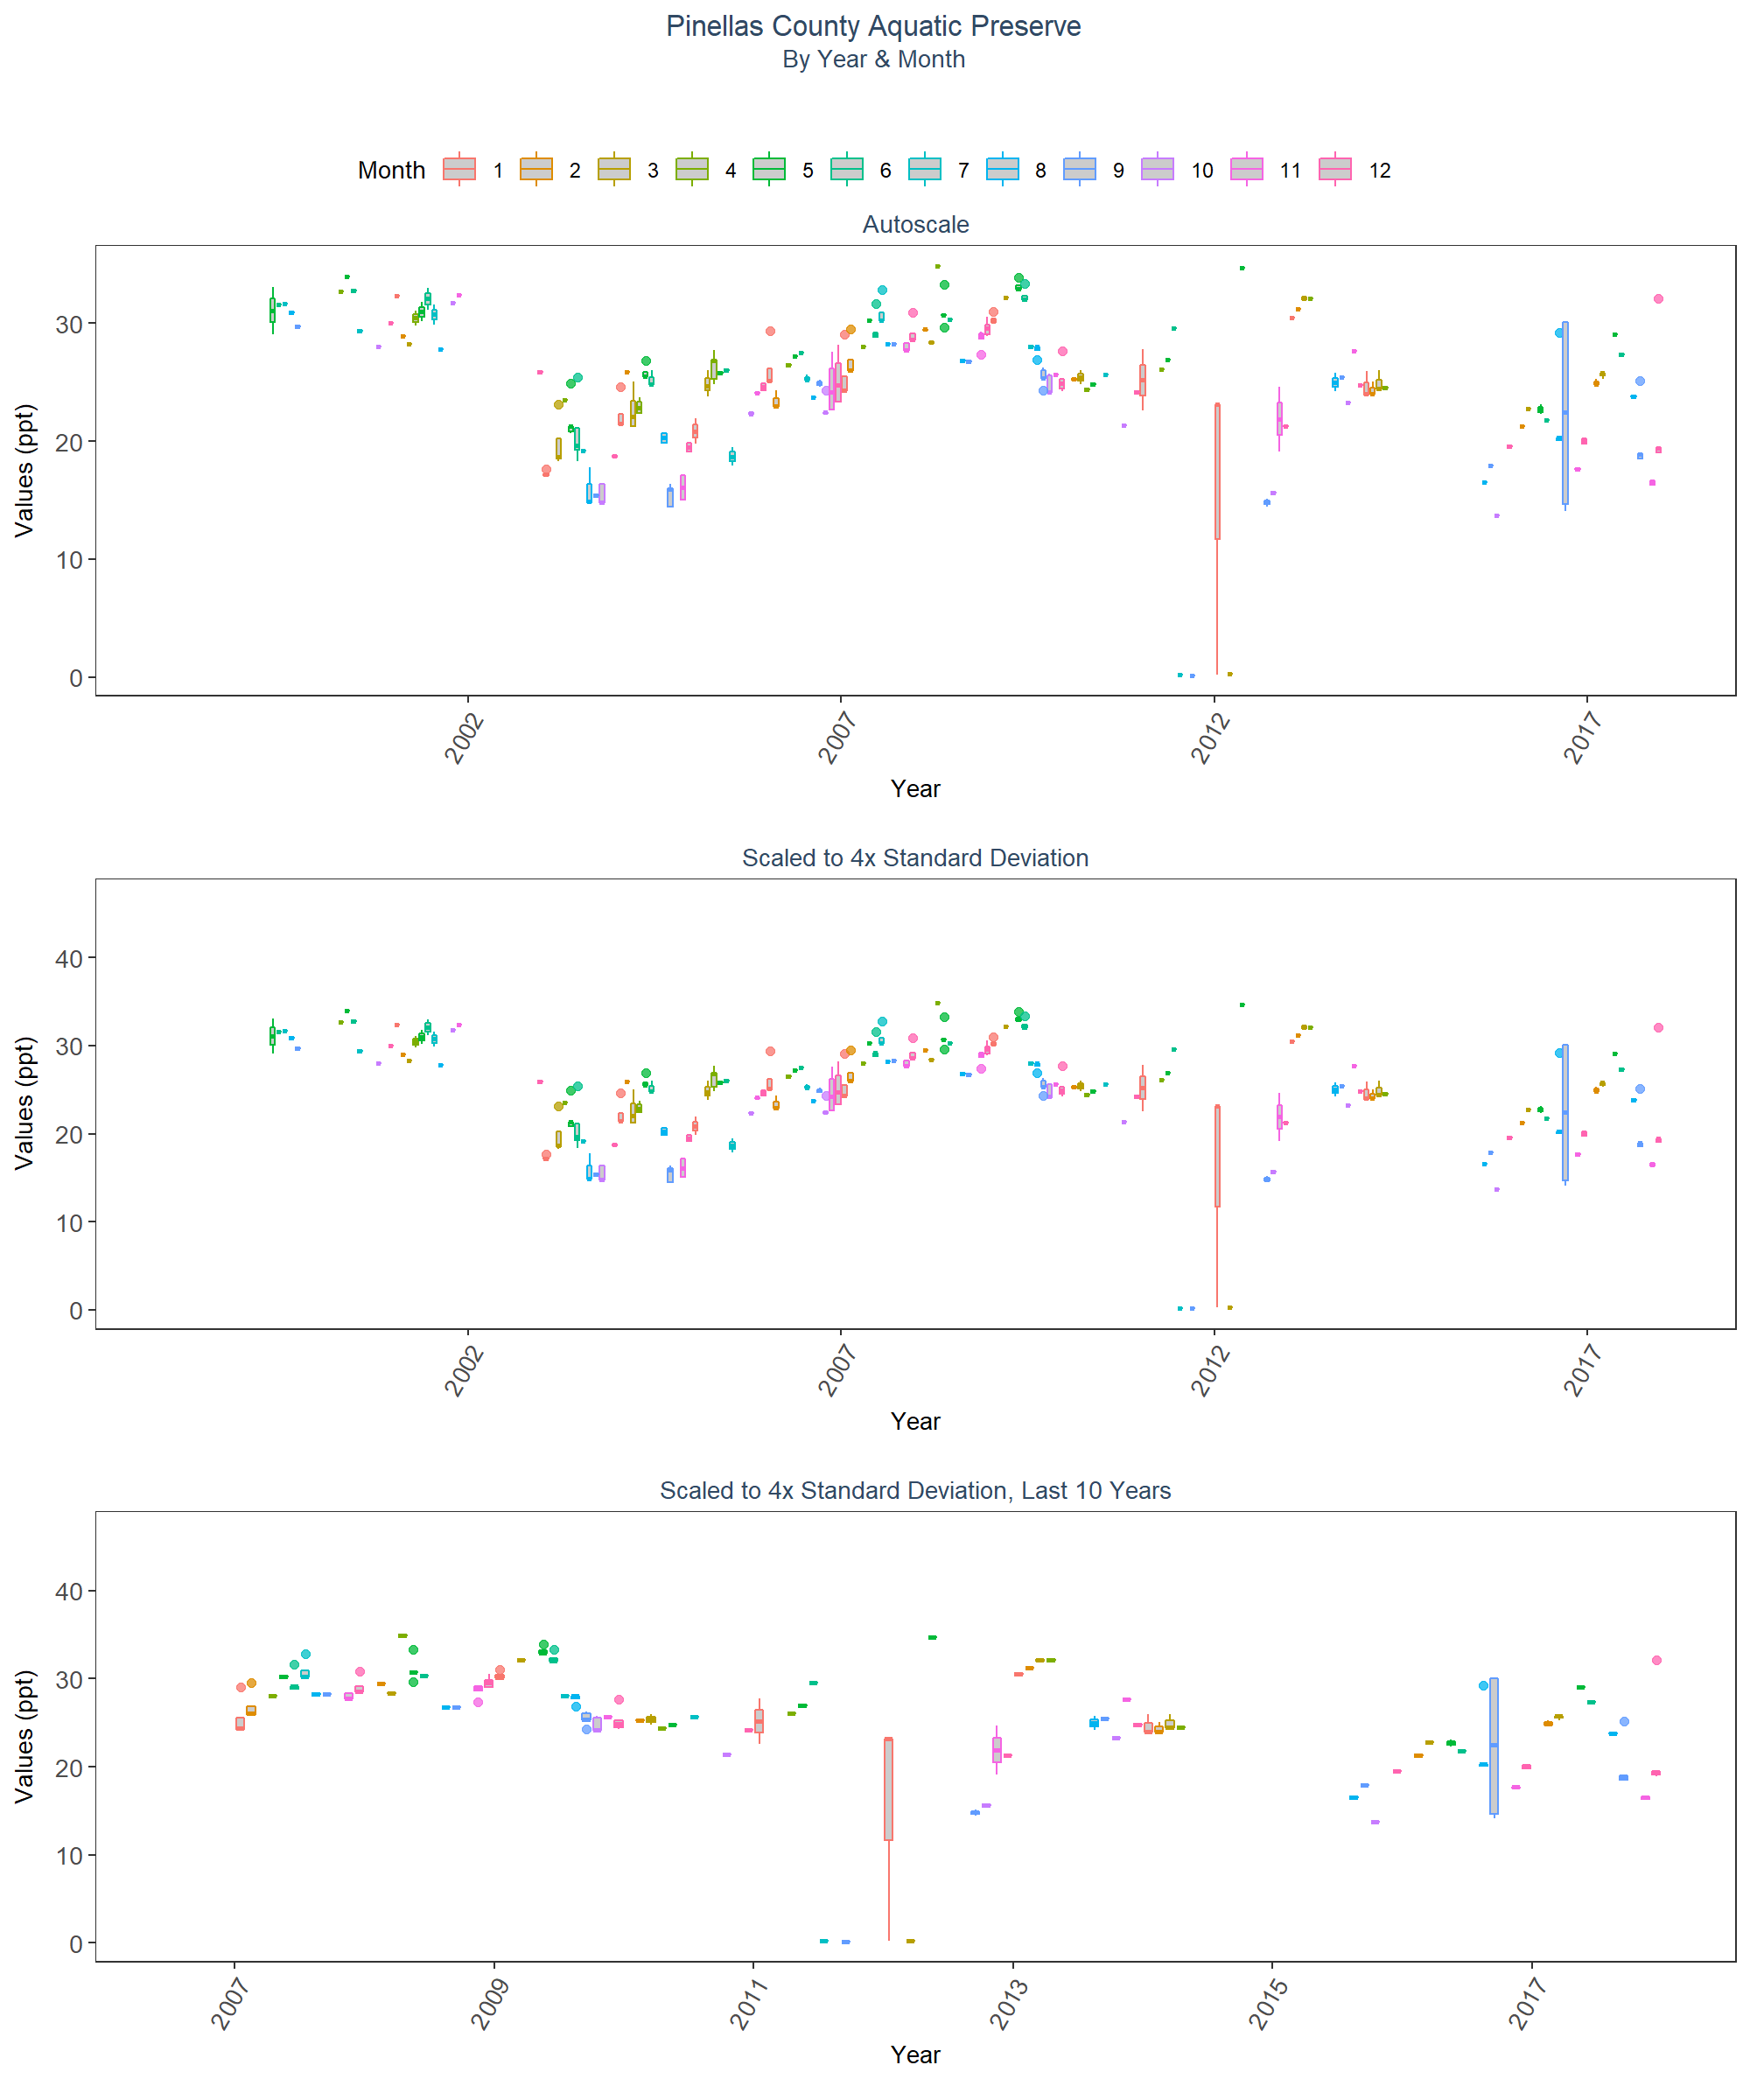 Pinellas County Aquatic Preserve
By Year & Month
Month 1 2 3 4 5 6 7 8 9 10 11 12
Autoscale
Values (ppt)
30
20
10
0
2002 2007 2012 2017
Year
Scaled to 4x Standard Deviation
Values (ppt)
40
30
20
10
0
2002 2007 2012 2017
Year
Scaled to 4x Standard Deviation, Last 10 Years
Values (ppt)
40
30
20
10
0
2007 2009 2011 2013 2015 2017
Year